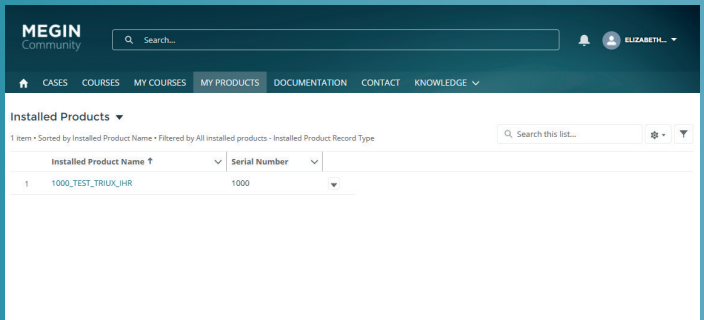 MEGIN
Community
Search...
ELIZABETH...
CASES COURSES MY COURSES MY PRODUCTS DOCUMENTATION CONTACT KNOWLEDGE
Installed Products
1 item • Sorted by Installed Product Name • Filtered by All installed products - Installed Product Record Type
Search this list...
Installed Product Name ↑ Serial Number
1 1000_TEST_TRIUX_IHR 1000